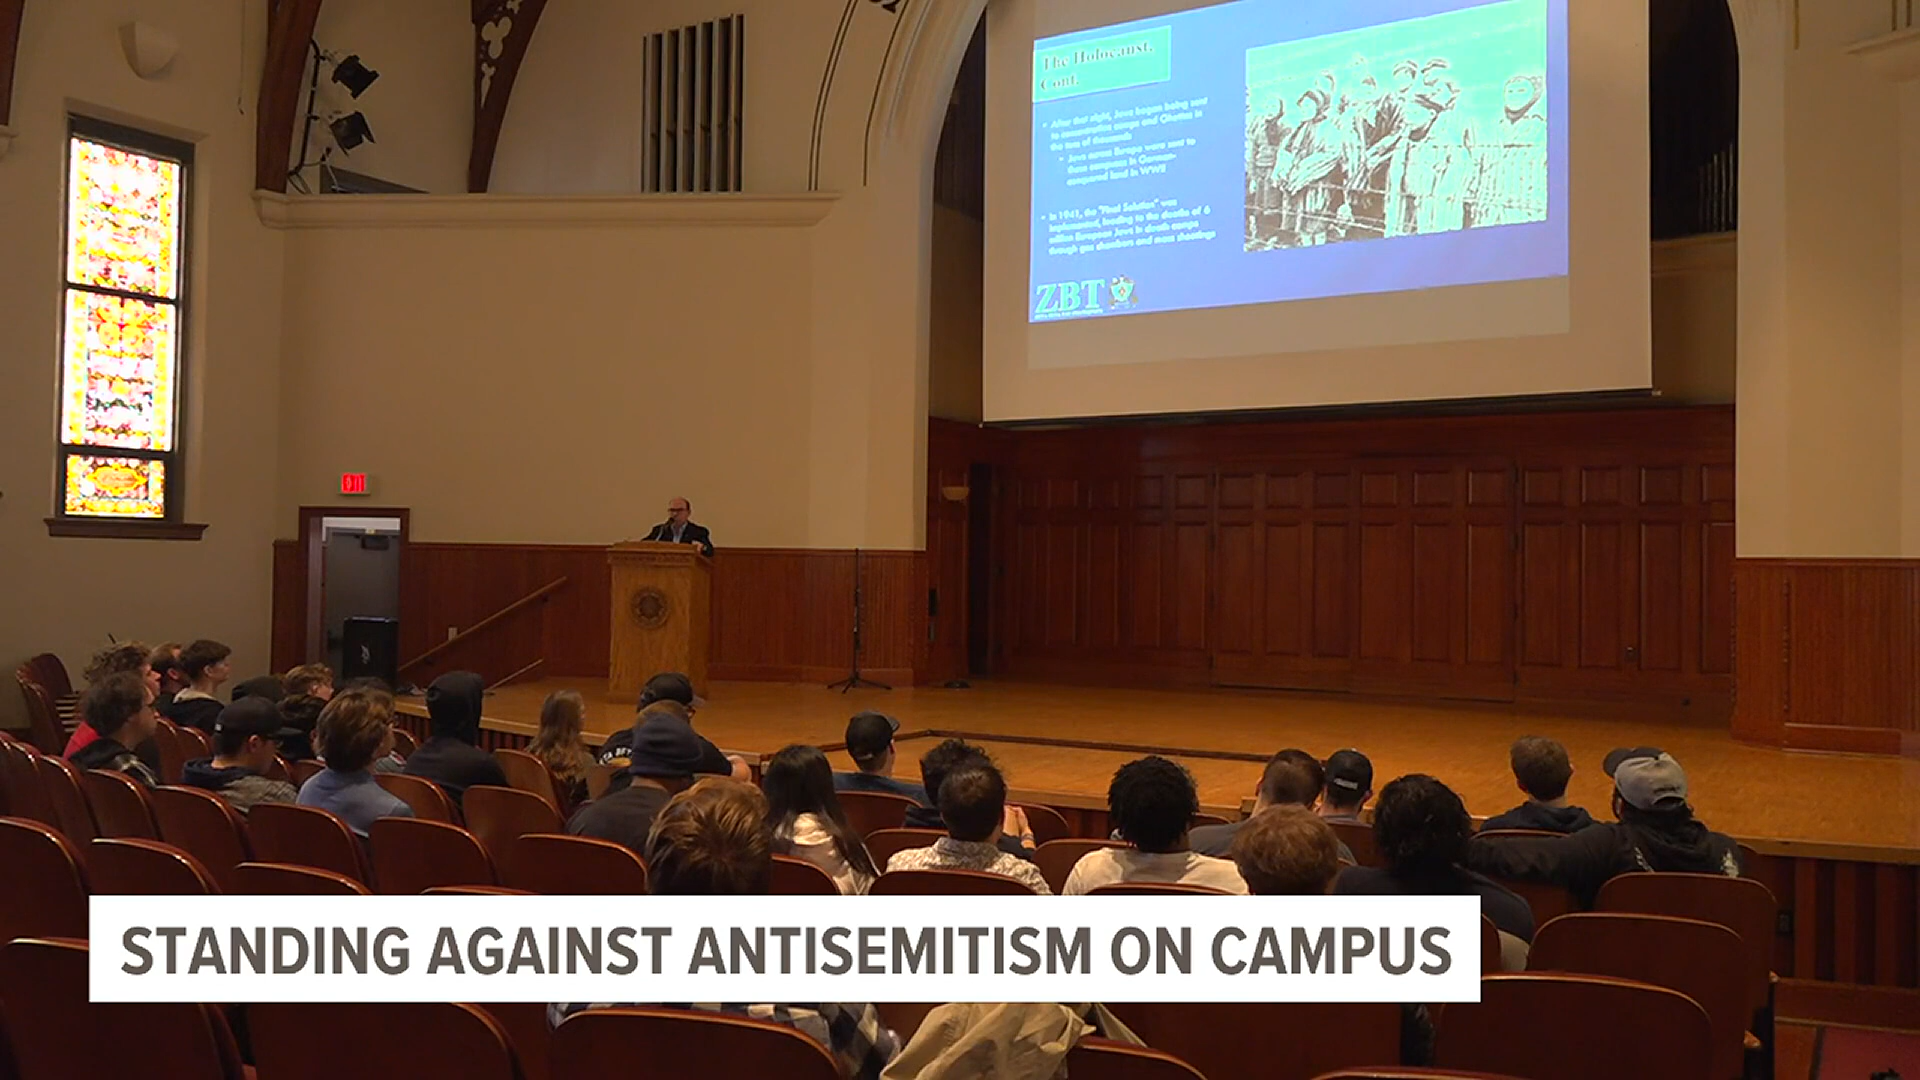 The Holocaust,
Cont.
• After that night, Jews began being sent
to concentration camps and Ghettos in
the tens of thousands
• Jews across Europe were sent to
these campuses in German-
conquered land in WWII
• In 1941, the "Final Solution" was
implemented, leading to the deaths of 6
million European Jews in death camps
through gas chambers and mass shootings
ZBT
EXIT
STANDING AGAINST ANTISEMITISM ON CAMPUS